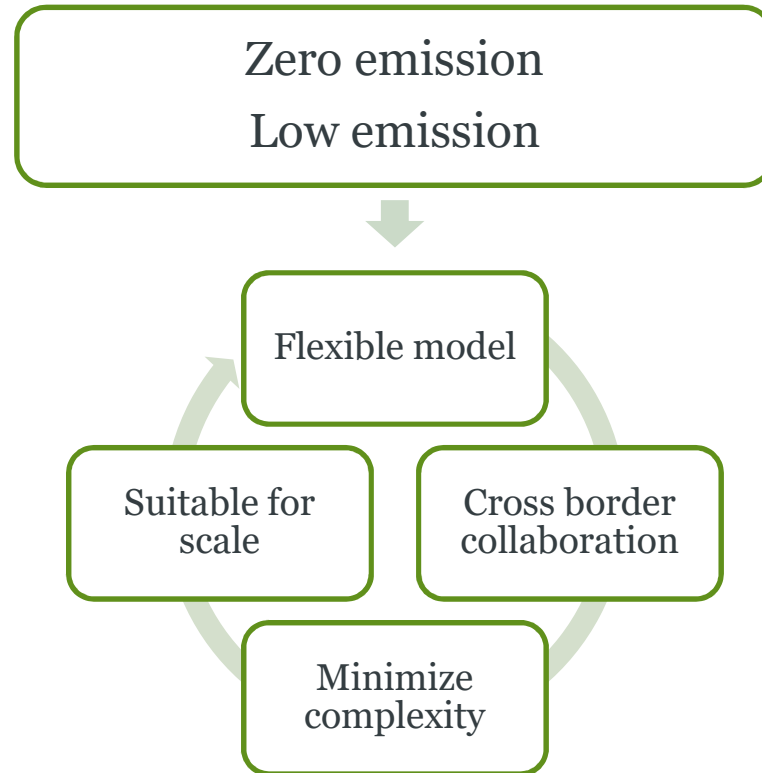 Zero emission
Low emission
Flexible model
Suitable for
scale
Cross border
collaboration
Minimize
complexity